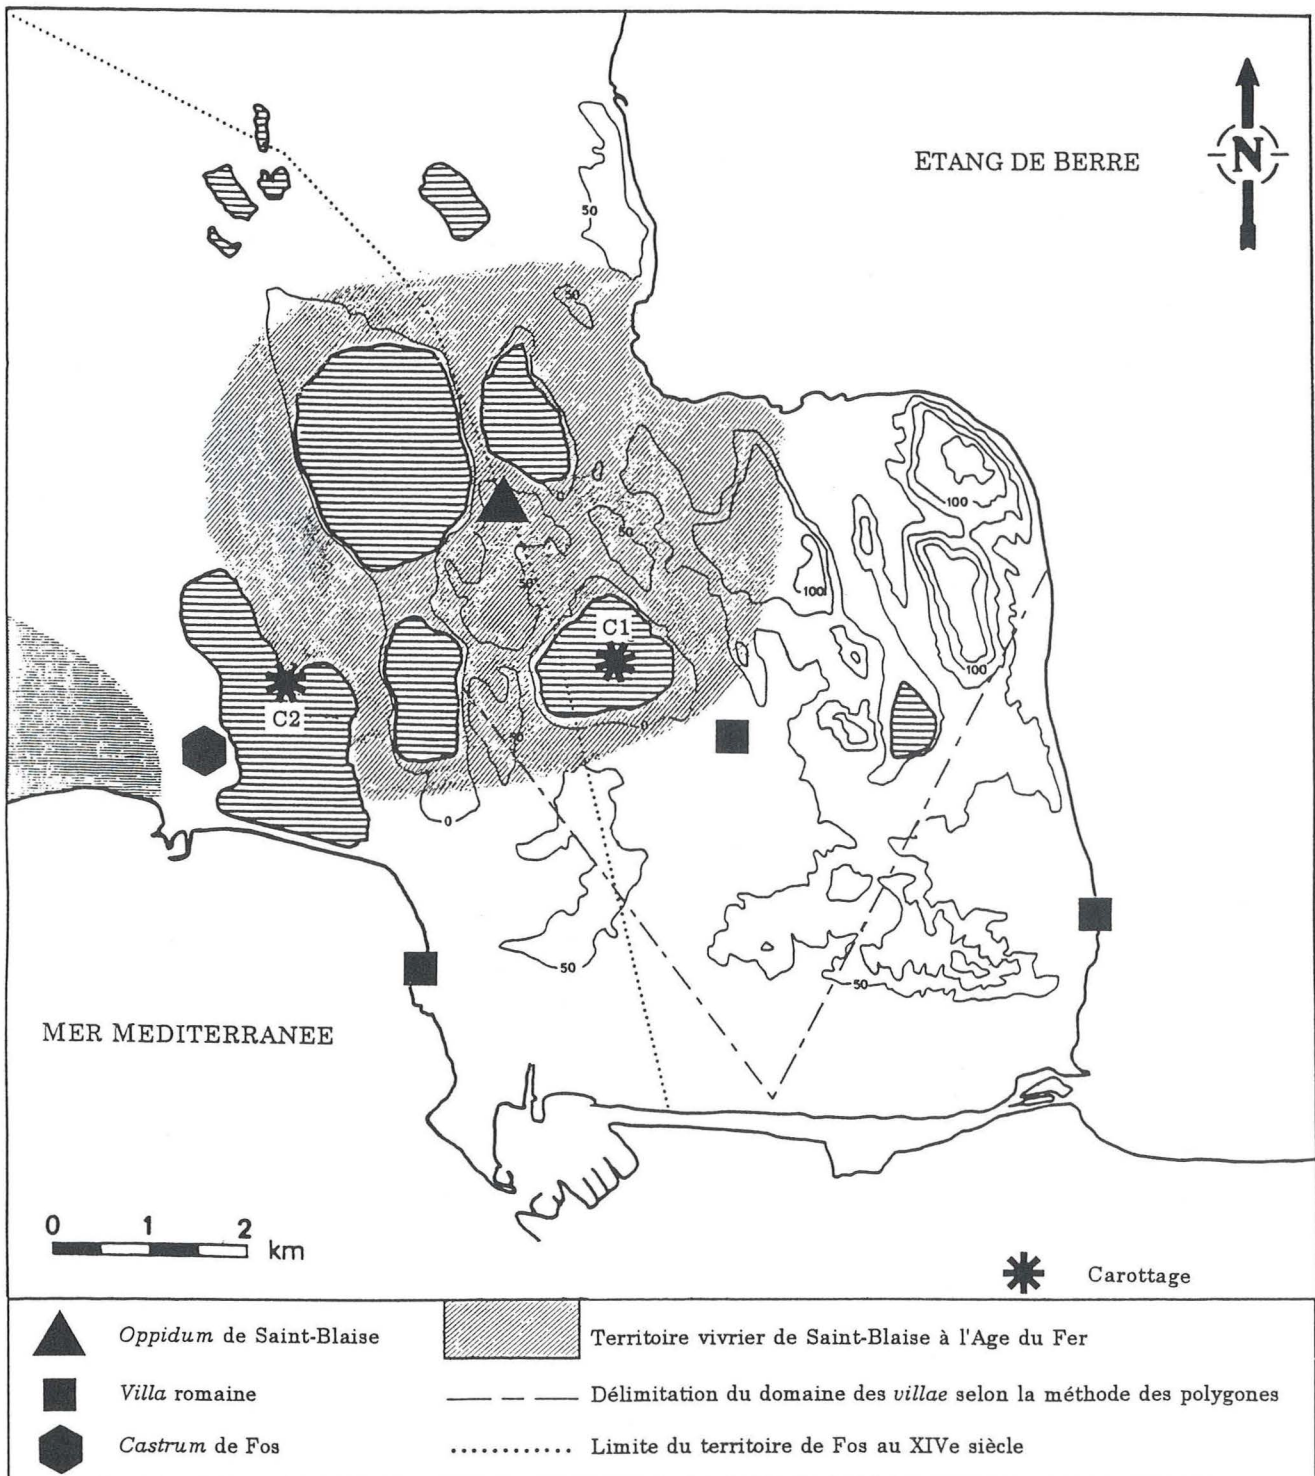 ETANG DE BERRE
N
50
50
0
100
50
50
100
C1
100
C2
0
50
0
50
50
MER MEDITERRANEE
0 1 2
km
Carottage
Oppidum de Saint-Blaise
Territoire vivrier de Saint-Blaise à l'Age du Fer
Villa romaine
Délimitation du domaine des villae selon la méthode des polygones
Castrum de Fos
Limite du territoire de Fos au XIVe siècle